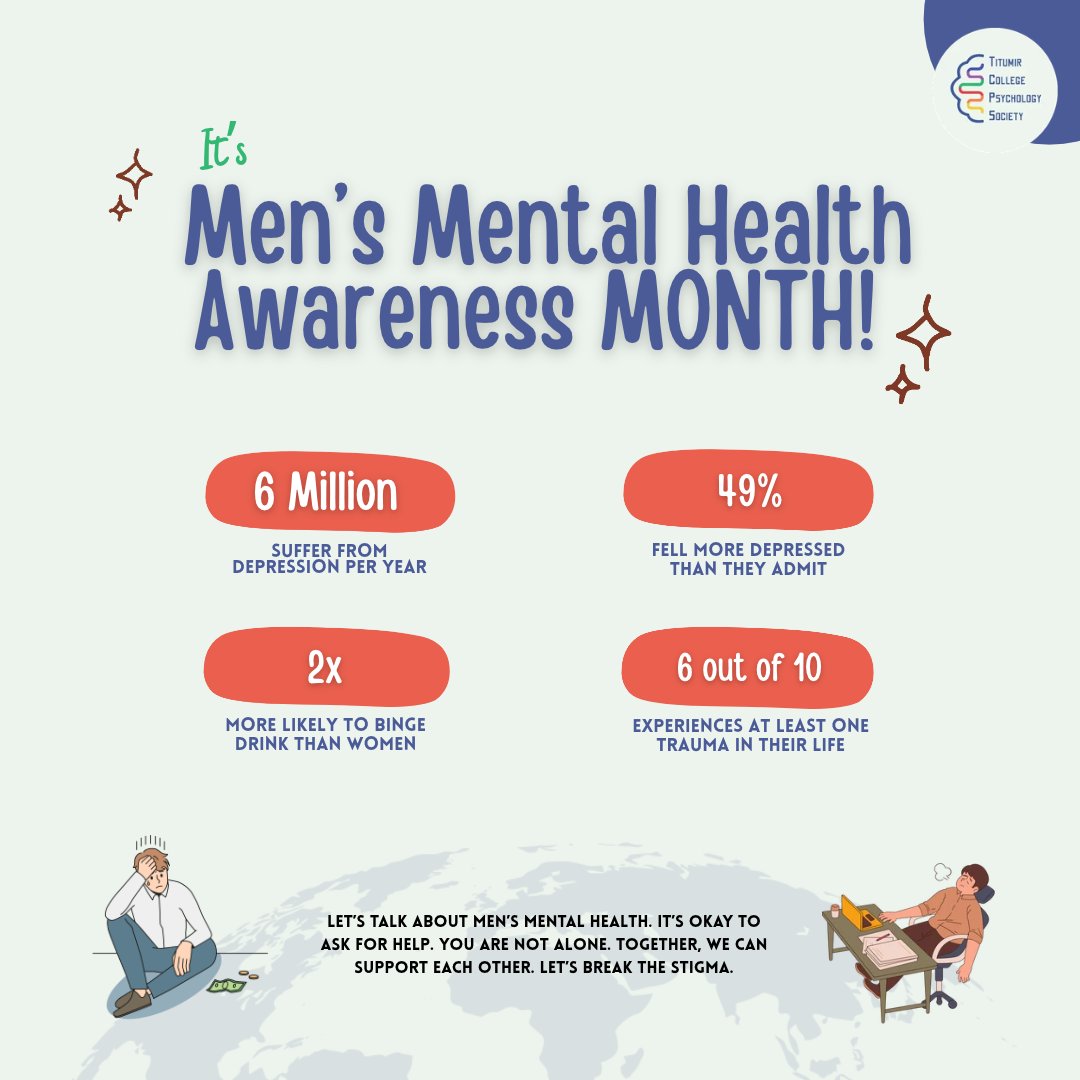 Titumir
College
Psychology
Society
It's
Men's Mental Health
Awareness MONTH!
6 Million
SUFFER FROM
DEPRESSION PER YEAR
49%
FELL MORE DEPRESSED
THAN THEY ADMIT
2x
MORE LIKELY TO BINGE
DRINK THAN WOMEN
6 out of 10
EXPERIENCES AT LEAST ONE
TRAUMA IN THEIR LIFE
LET'S TALK ABOUT MEN'S MENTAL HEALTH. IT'S OKAY TO
ASK FOR HELP. YOU ARE NOT ALONE. TOGETHER, WE CAN
SUPPORT EACH OTHER. LET'S BREAK THE STIGMA.